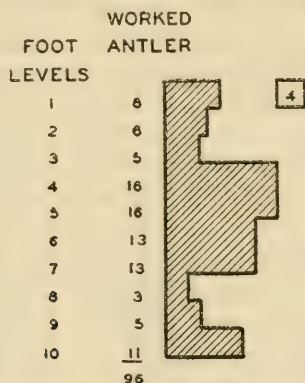 WORKED
FOOT ANTLER
LEVELS
1 8 4
2 6
3 5
4 16
5 16
6 13
7 13
8 3
9 5
10 11
96